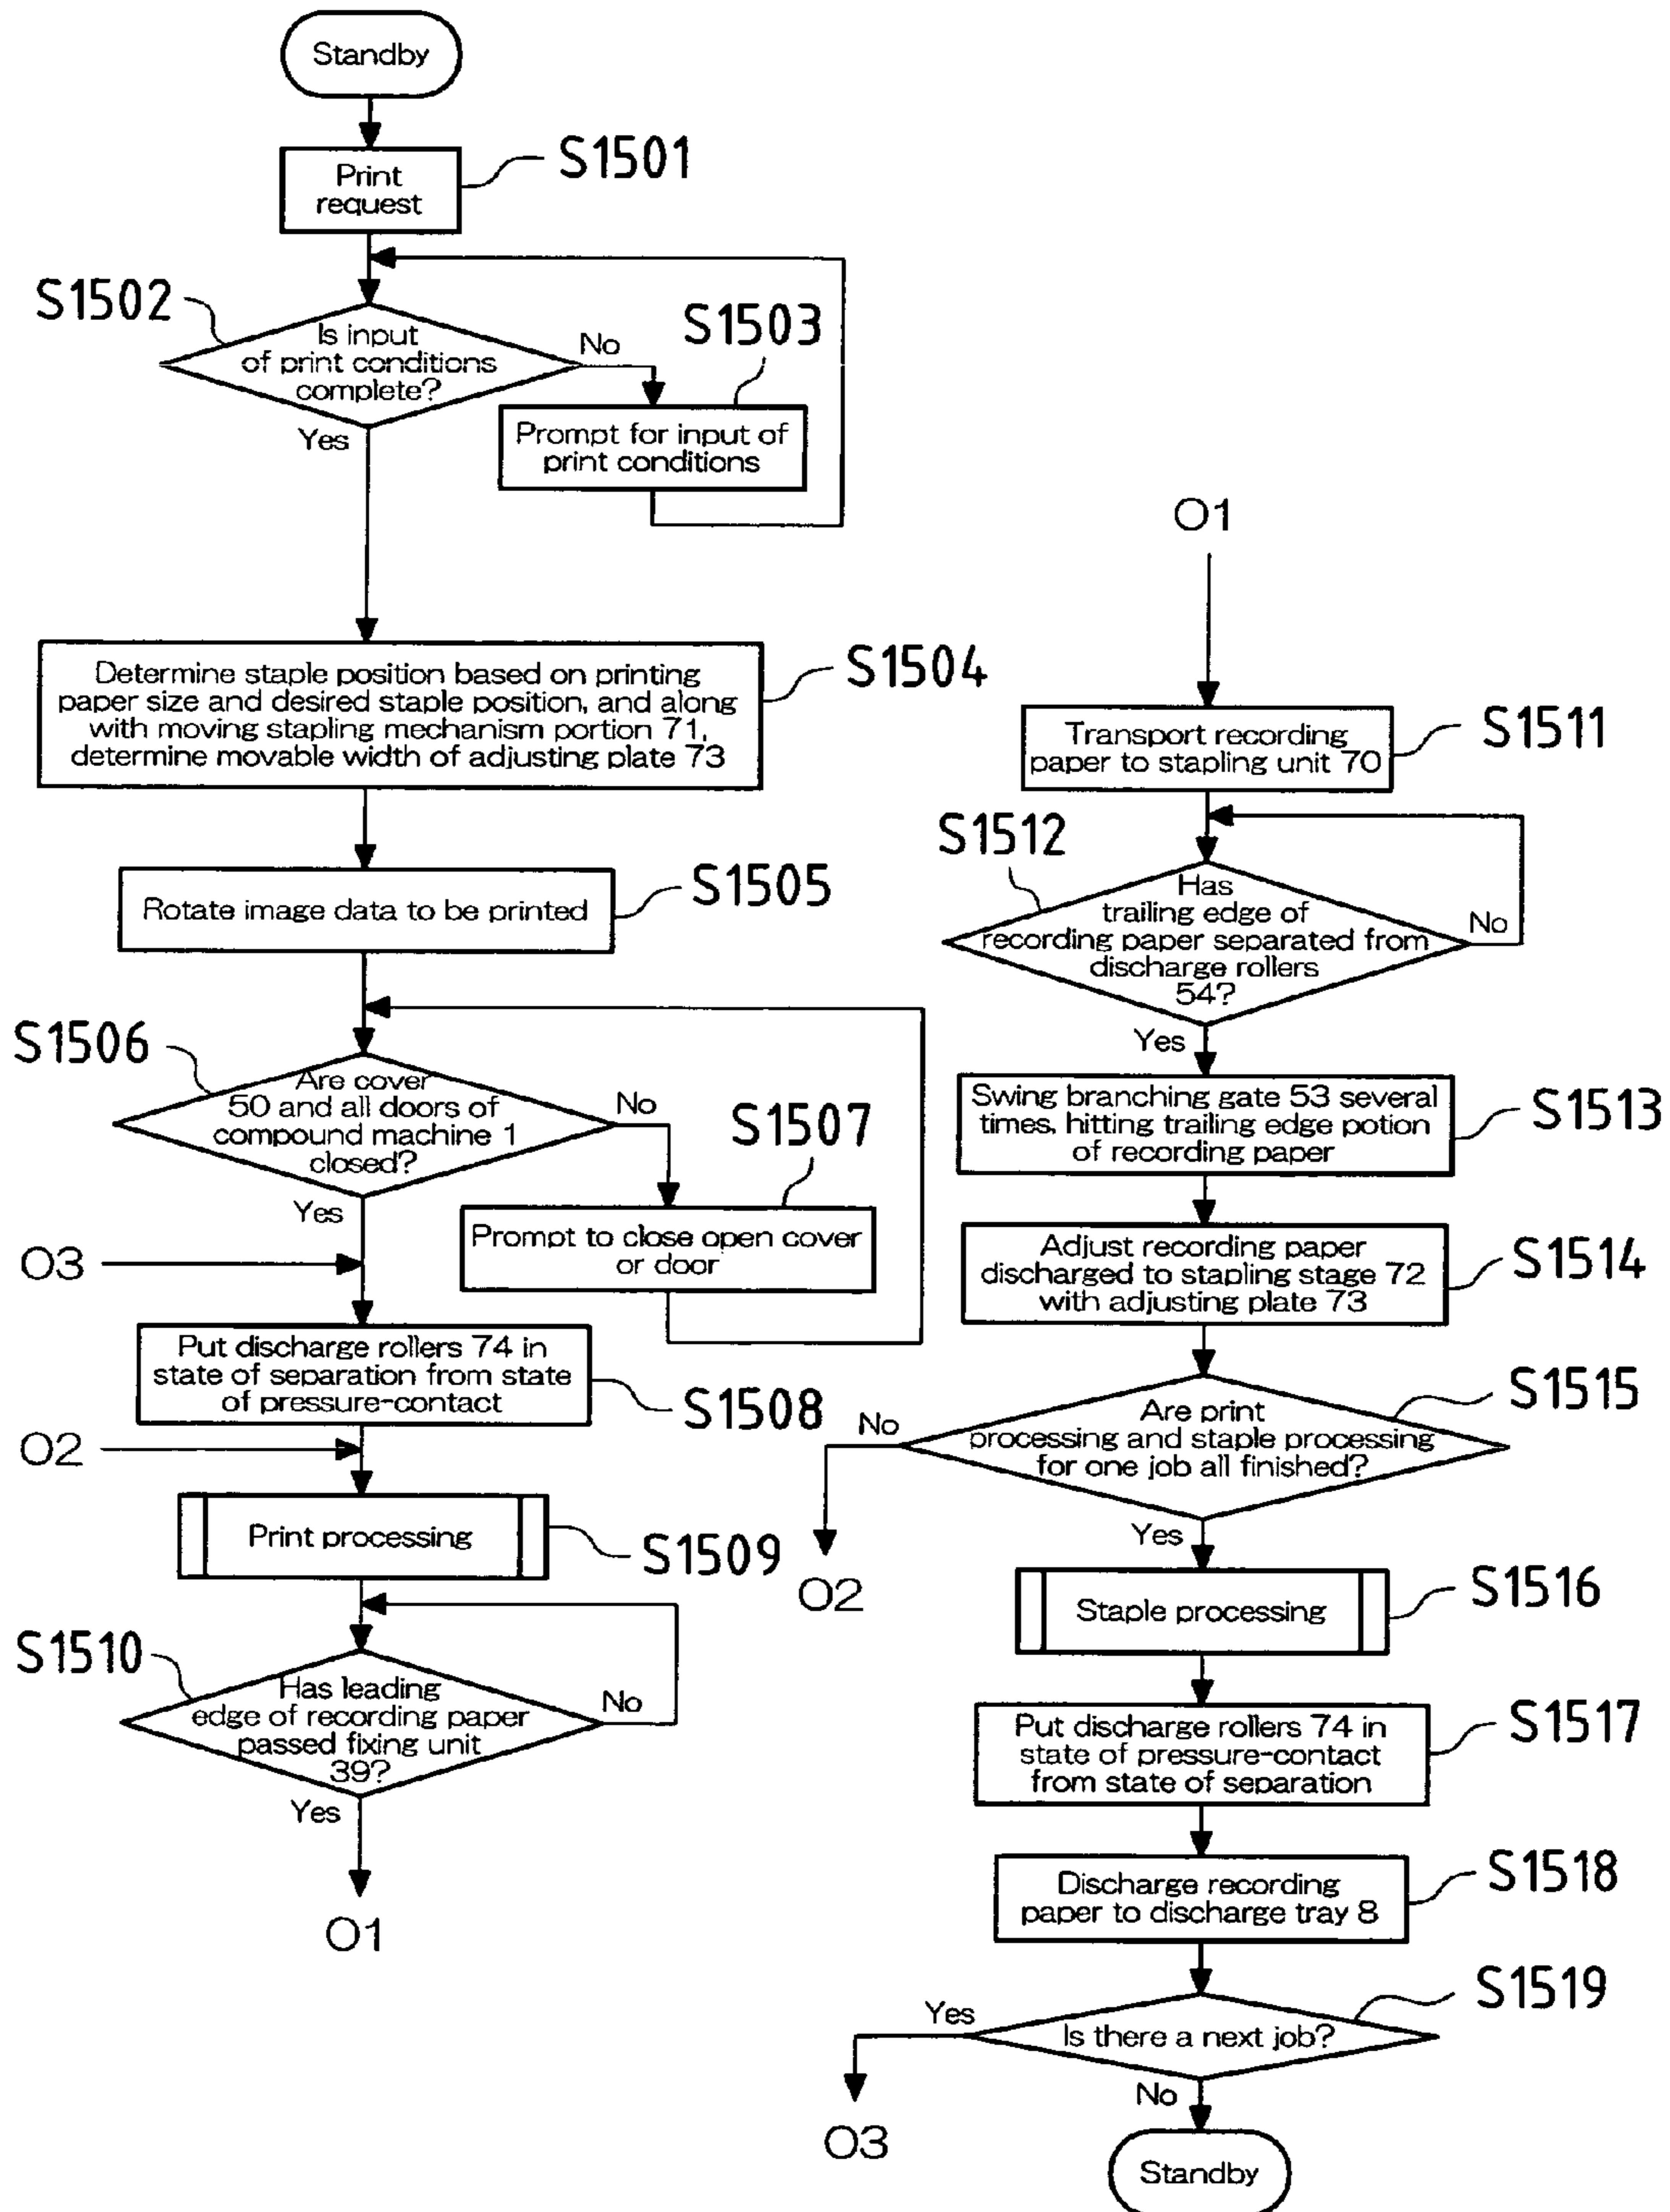 Standby
Print
request
S1501
S1502
Is input
of print conditions
complete?
No
Yes
S1503
Prompt for input of
print conditions
Determine staple position based on printing
paper size and desired staple position, and along
with moving stapling mechanism portion 71,
determine movable width of adjusting plate 73
S1504
Rotate image data to be printed
S1505
S1506
Are cover
50 and all doors of
compound machine 1
closed?
No
Yes
S1507
Prompt to close open cover
or door
O3
Put discharge rollers 74 in
state of separation from state
of pressure-contact
S1508
O2
Print processing
S1509
S1510
Has leading
edge of recording paper
passed fixing unit
39?
No
Yes
O1
O1
Transport recording
paper to stapling unit 70
S1511
S1512
Has
trailing edge of
recording paper separated from
discharge rollers
54?
No
Yes
Swing branching gate 53 several
times, hitting trailing edge potion
of recording paper
S1513
Adjust recording paper
discharged to stapling stage 72
with adjusting plate 73
S1514
Are print
processing and staple processing
for one job all finished?
S1515
No
O2
Yes
Staple processing
S1516
Put discharge rollers 74 in
state of pressure-contact
from state of separation
S1517
Discharge recording
paper to discharge tray 8
S1518
Is there a next job?
S1519
Yes
O3
No
Standby